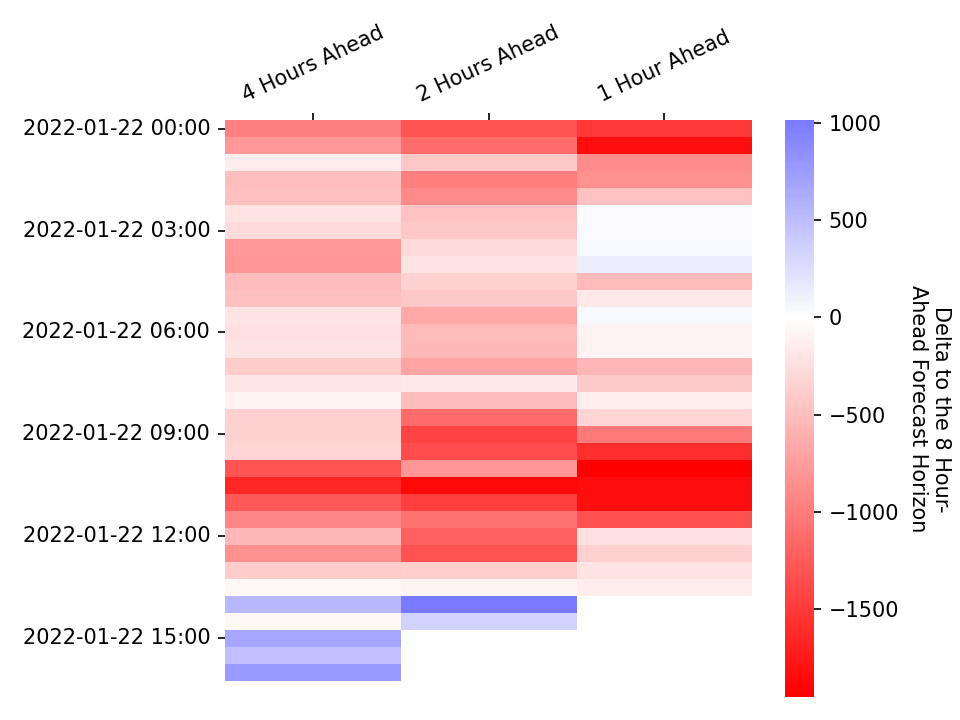 4 Hours Ahead
2 Hours Ahead
1 Hour Ahead
2022-01-22 00:00
2022-01-22 03:00
2022-01-22 06:00
2022-01-22 09:00
2022-01-22 12:00
2022-01-22 15:00
1000
500
0
−500
−1000
−1500
Delta to the 8 Hour-
Ahead Forecast Horizon